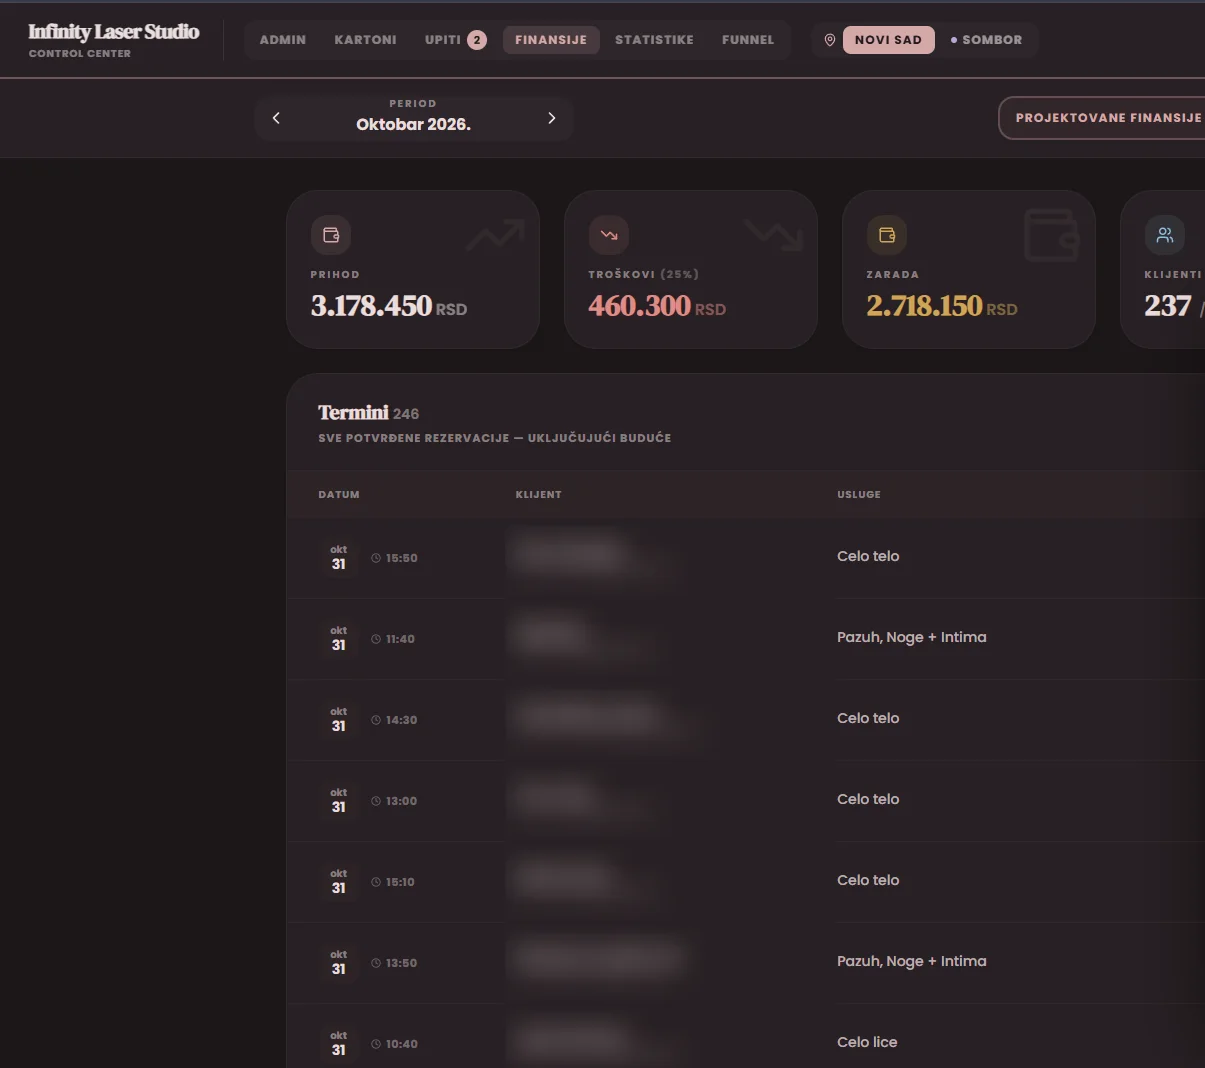 Infinity Laser Studio
CONTROL CENTER
ADMIN KARTONI UPITI 2 FINANSIJE STATISTIKE FUNNEL NOVI SAD SOMBOR
PERIOD
Oktobar 2026.
PROJEKTOVANE FINANSIJE
PRIHOD
3.178.450 RSD
TROŠKOVI (25%)
460.300 RSD
ZARADA
2.718.150 RSD
KLIJENTI
237 /
Termini 246
SVE POTVRĐENE REZERVACIJE — UKLJUČUJUĆI BUDUĆE
DATUM KLIJENT USLUGE
okt
31 15:50 Celo telo
okt
31 11:40 Pazuh, Noge + Intima
okt
31 14:30 Celo telo
okt
31 13:00 Celo telo
okt
31 15:10 Celo telo
okt
31 13:50 Pazuh, Noge + Intima
okt
31 10:40 Celo lice